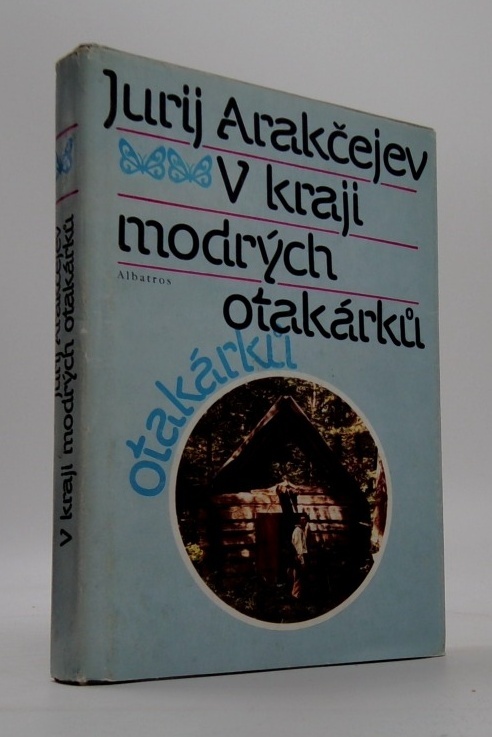 Jurij Arakčejev
V kraji
modrých
Albatros
otakárků
otakárků
Jurij Arakčejev
V kraji modrých otakárků